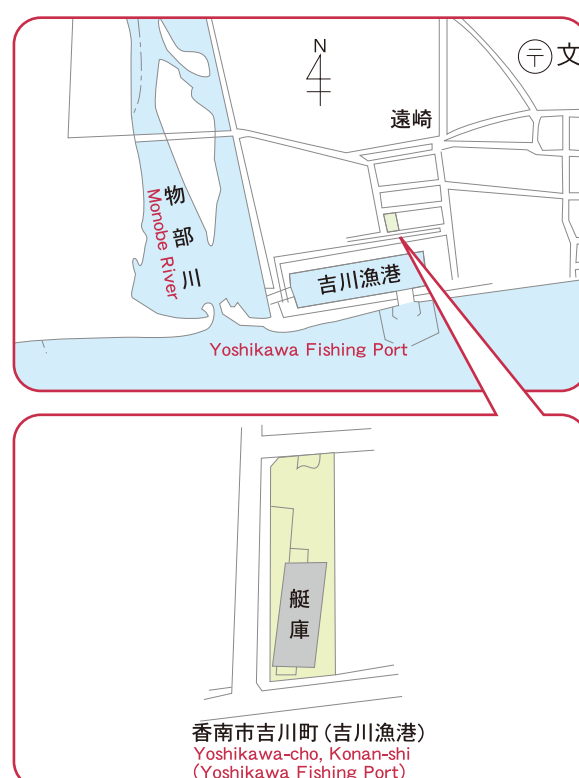 N
〒文
遠崎
物部川
Monobe River
吉川漁港
Yoshikawa Fishing Port
艇庫
香南市吉川町(吉川漁港)
Yoshikawa-cho, Konan-shi
(Yoshikawa Fishing Port)